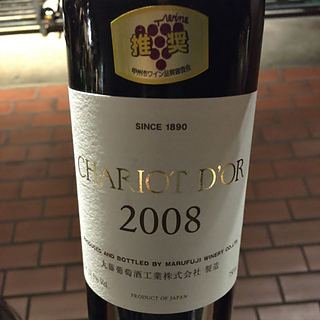 推奨
甲州市ワイン品質審査会
SINCE 1890
CHARIOT D'OR
2008
PRODUCED AND BOTTLED BY MARUFUJI WINERY CO.,LTD.
大藤葡萄酒工業株式会社 製造
PRODUCT OF JAPAN